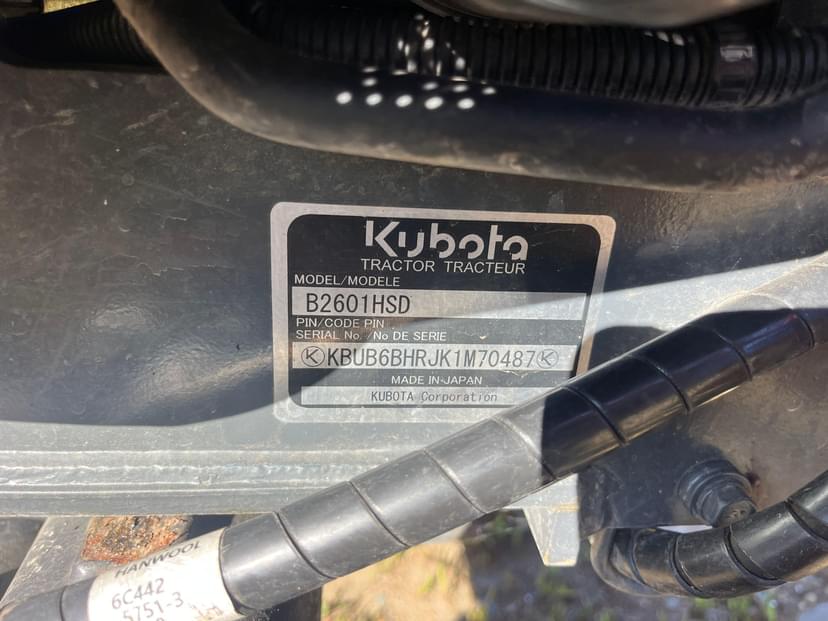 Kubota
TRACTOR TRACTEUR
MODEL/MODELE
B2601HSD
PIN/CODE PIN
SERIAL No./No DE SERIE
KBUB6BHRJK1M70487
MADE IN JAPAN
KUBOTA Corporation
HANWOOL
6C442
5751-3